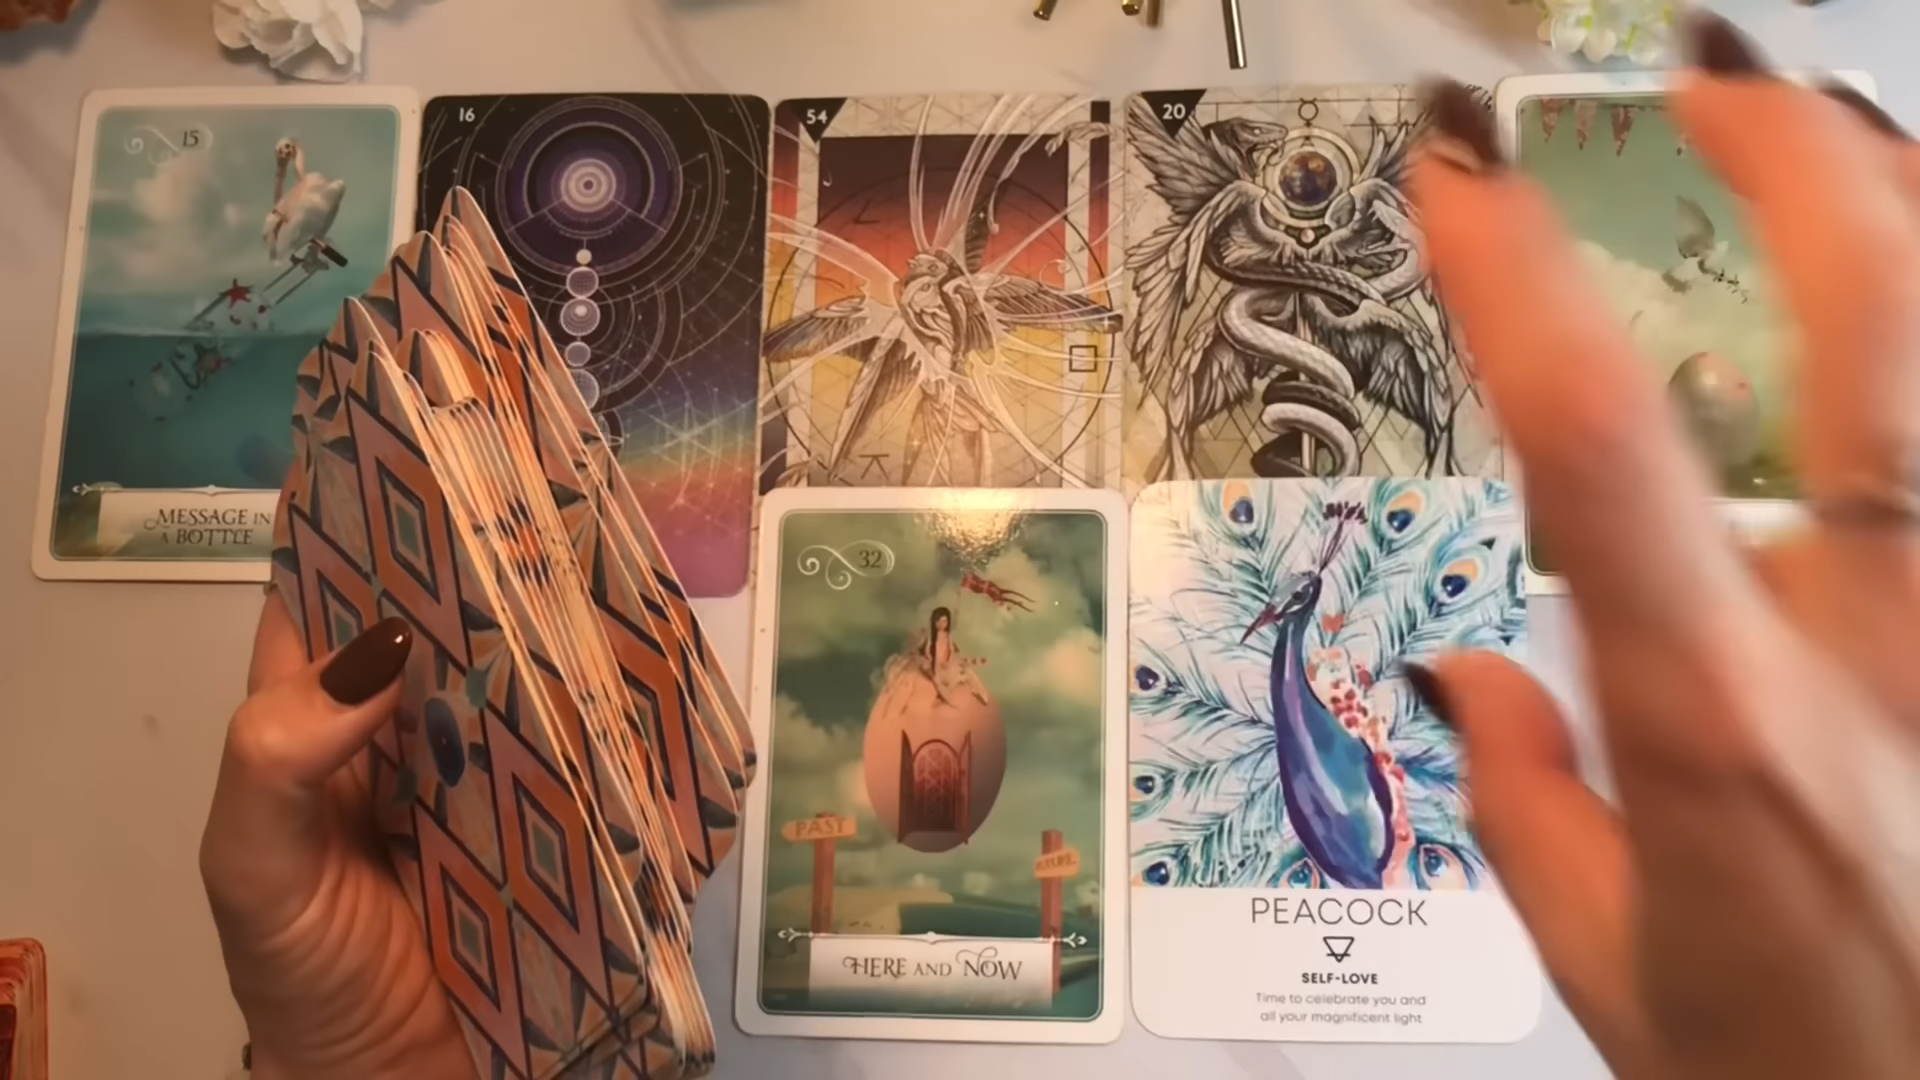 15
16
54
20
MESSAGE IN
A BOTTLE
32
PAST
HERE AND NOW
PEACOCK
SELF-LOVE
Time to celebrate you and
all your magnificent light